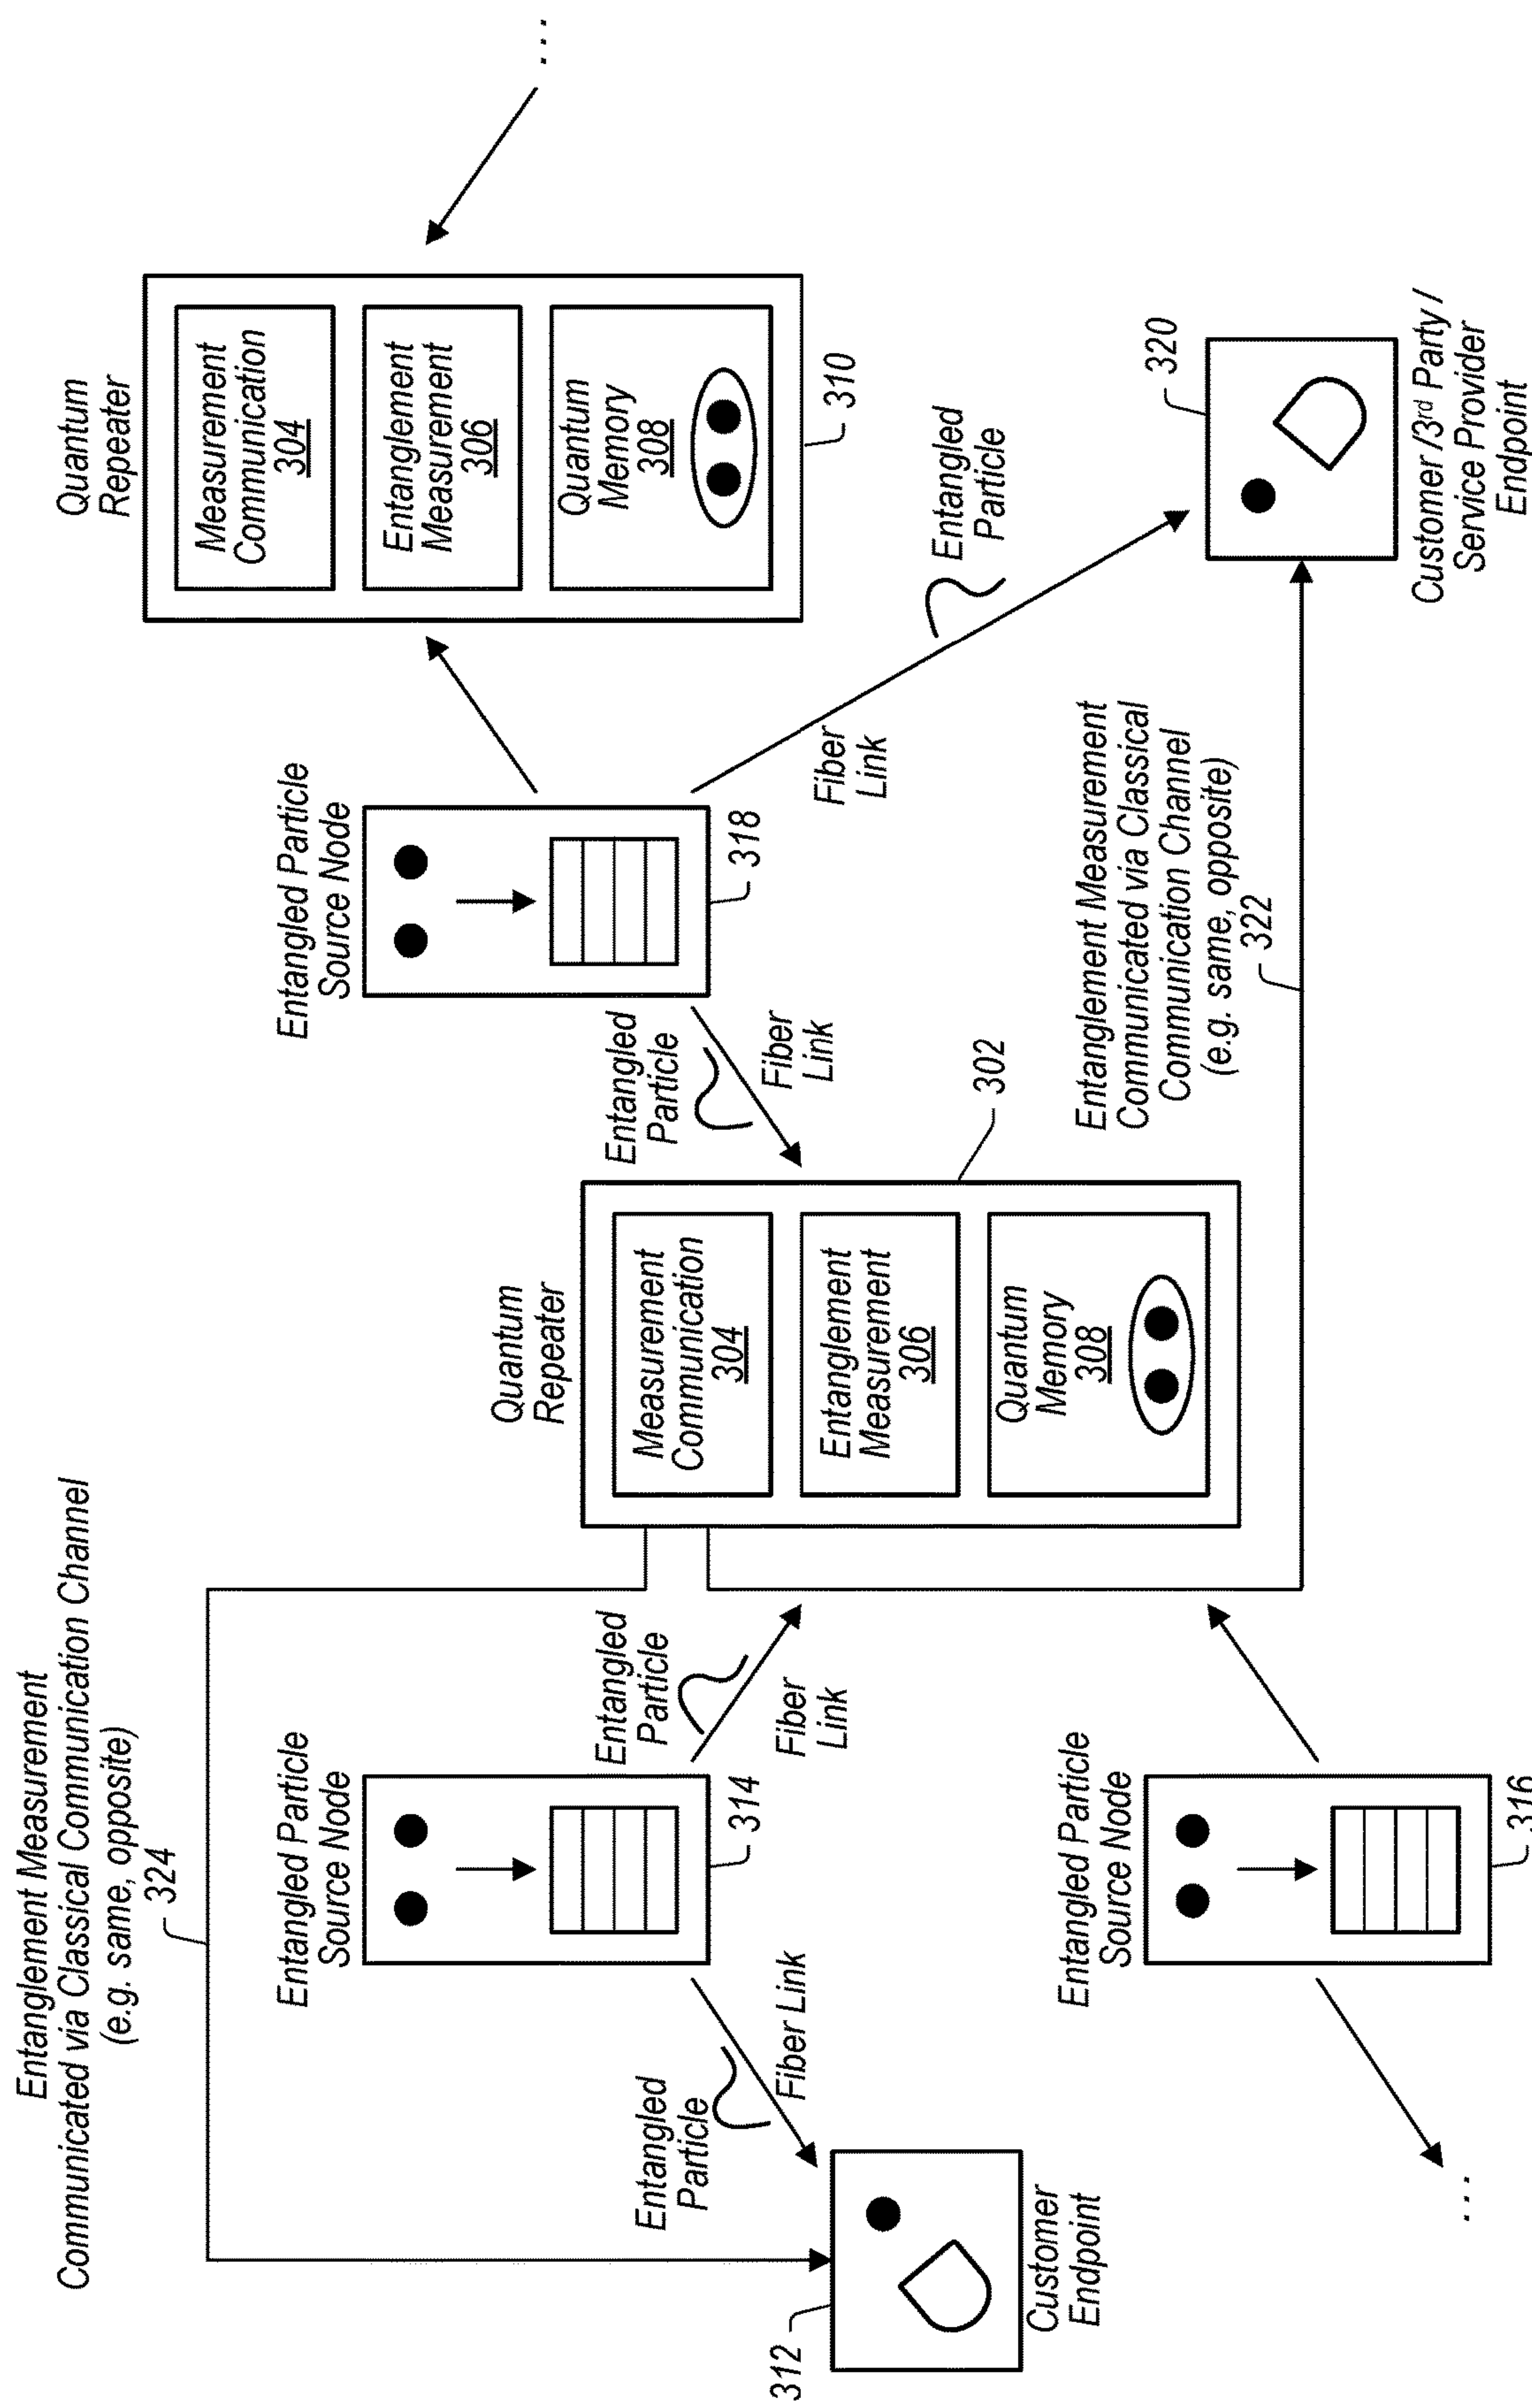 Entanglement Measurement
Communicated via Classical Communication Channel
(e.g. same, opposite)
324
Entangled Particle
Source Node
314
Entangled
Particle
Fiber Link
Entangled
Particle
Fiber
Link
312
Customer
Endpoint
Entangled Particle
Source Node
316
...
Quantum
Repeater
Measurement
Communication
304
Entanglement
Measurement
306
Quantum
Memory
308
302
Entangled Particle
Source Node
318
Entangled
Particle
Fiber
Link
Fiber
Link
Entangled
Particle
Quantum
Repeater
Measurement
Communication
304
Entanglement
Measurement
306
Quantum
Memory
308
310
...
Entanglement Measurement
Communicated via Classical
Communication Channel
(e.g. same, opposite)
322
320
Customer /3rd Party /
Service Provider
Endpoint